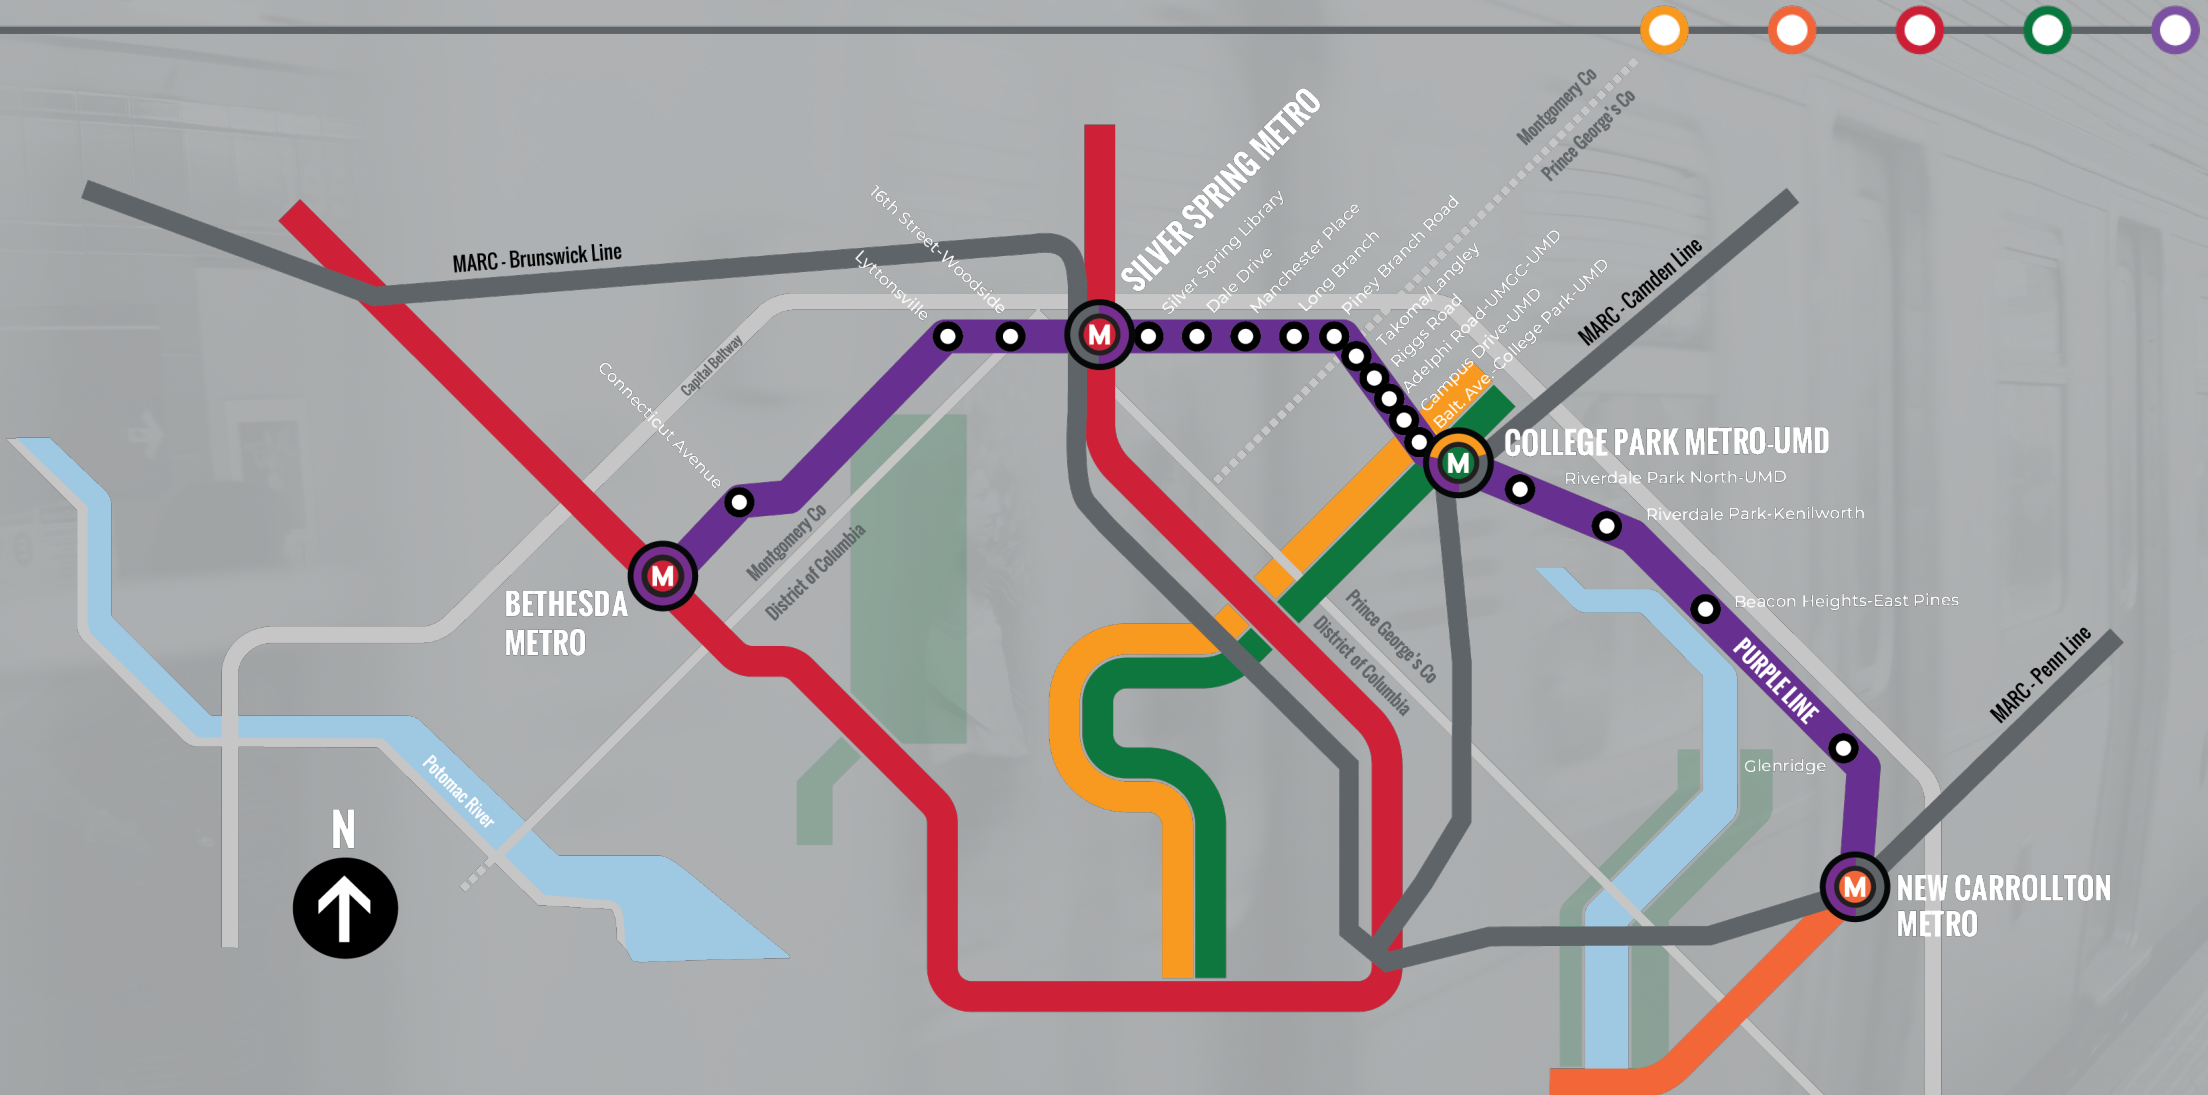 Montgomery Co
Prince George's Co
SILVER SPRING METRO
16th Street-Woodside
Lyttonsville
MARC - Brunswick Line
Silver Spring Library
Dale Drive
Manchester Place
Long Branch
Piney Branch Road
Takoma/Langley
Riggs Road
Adelphi Road-UMGC-UMD
Campus Drive-UMD
Balt. Ave.-College Park-UMD
MARC - Camden Line
M
Capital Beltway
Connecticut Avenue
COLLEGE PARK METRO-UMD
M
Riverdale Park North-UMD
Riverdale Park-Kenilworth
Montgomery Co
District of Columbia
M
BETHESDA
METRO
Prince George's Co
District of Columbia
Beacon Heights-East Pines
PURPLE LINE
MARC - Penn Line
Glenridge
Potomac River
N
M
NEW CARROLLTON
METRO